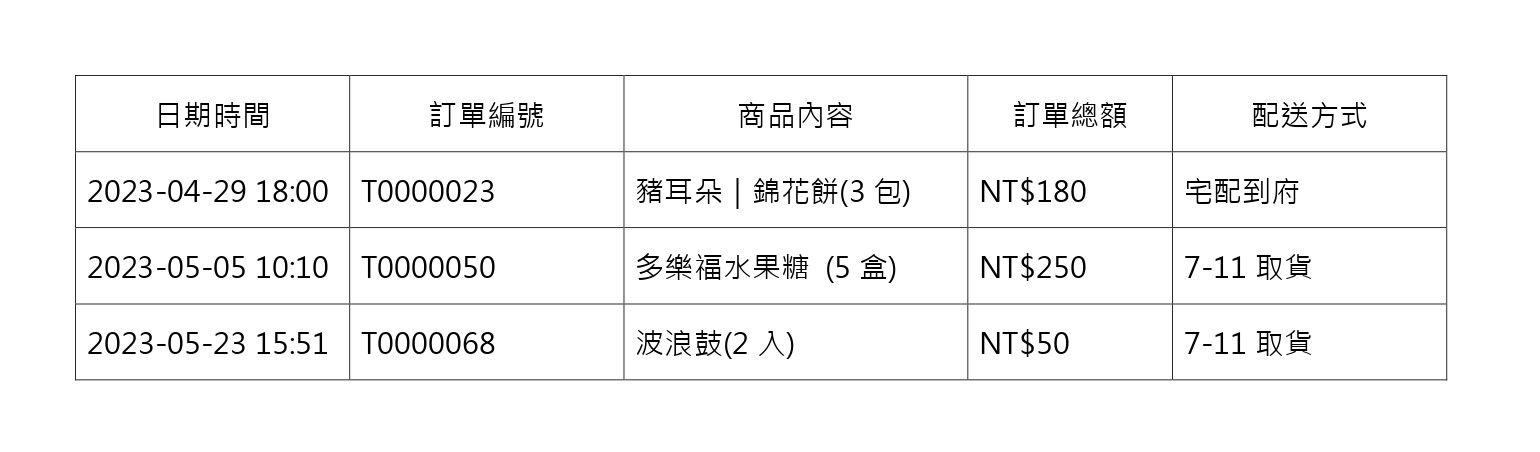 日期時間 訂單編號 商品內容 訂單總額 配送方式
2023-04-29 18:00 T0000023 豬耳朵｜錦花餅(3 包) NT$180 宅配到府
2023-05-05 10:10 T0000050 多樂福水果糖 (5 盒) NT$250 7-11 取貨
2023-05-23 15:51 T0000068 波浪鼓(2 入) NT$50 7-11 取貨